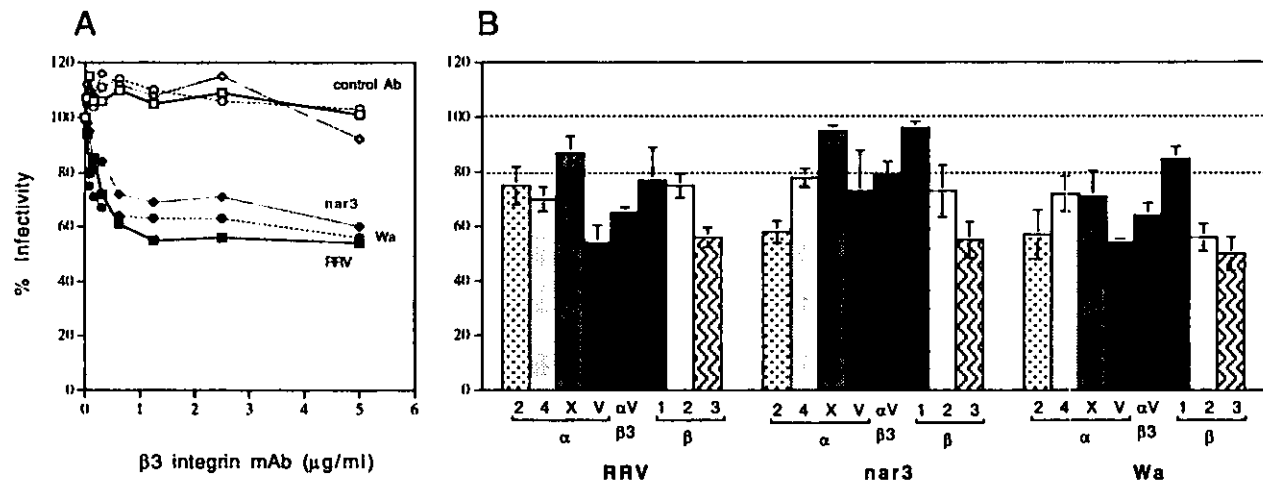 A
B
120
100
80
60
40
20
0
% Infectivity
control Ab
nar3
Wa
RRV
0 1 2 3 4 5 6
β3 integrin mAb (μg/ml)
120
100
80
60
40
20
0
2 4 X V αV 1 2 3
α β3 β
RRV
2 4 X V αV 1 2 3
α β3 β
nar3
2 4 X V αV 1 2 3
α β3 β
Wa